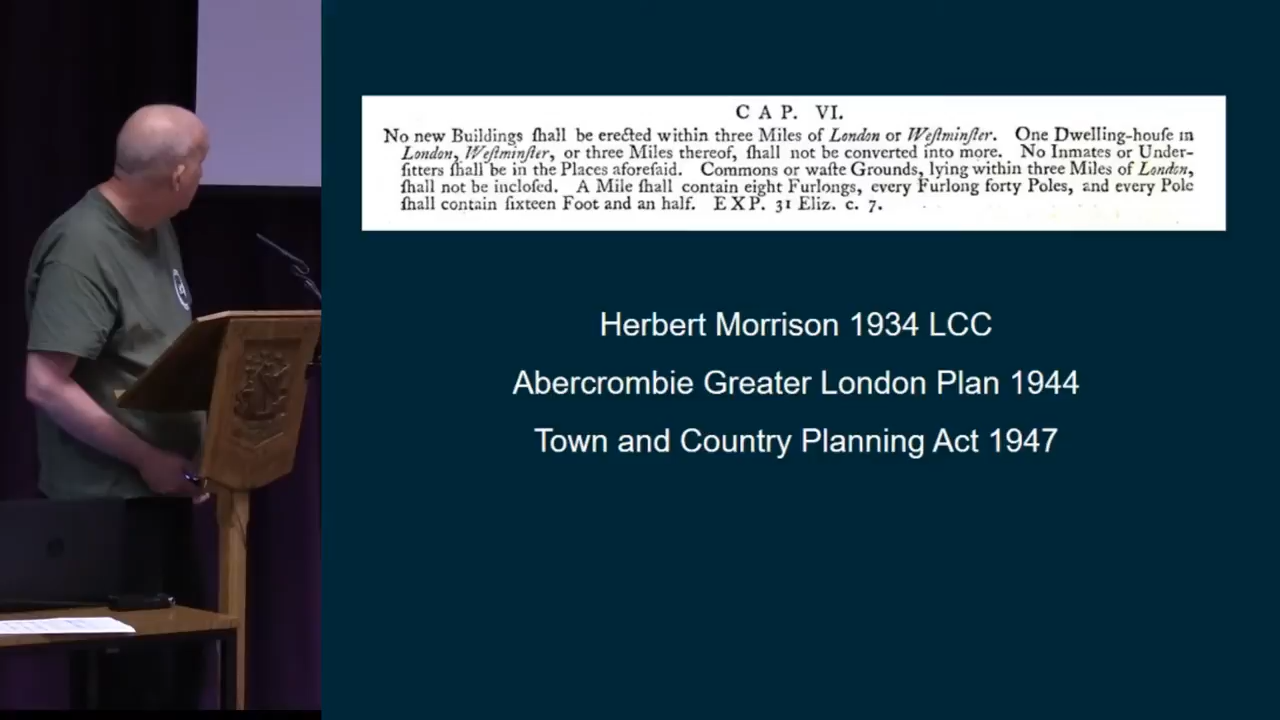 CAP. VI.
No new Buildings ſhall be erected within three Miles of London or Weſtminſter. One Dwelling-houſe in
London, Weſtminſter, or three Miles thereof, ſhall not be converted into more. No Inmates or Under-
ſitters ſhall be in the Places aforeſaid. Commons or waſte Grounds, lying within three Miles of London,
ſhall not be incloſed. A Mile ſhall contain eight Furlongs, every Furlong forty Poles, and every Pole
ſhall contain ſixteen Foot and an half. EXP. 31 Eliz. c. 7.
Herbert Morrison 1934 LCC
Abercrombie Greater London Plan 1944
Town and Country Planning Act 1947